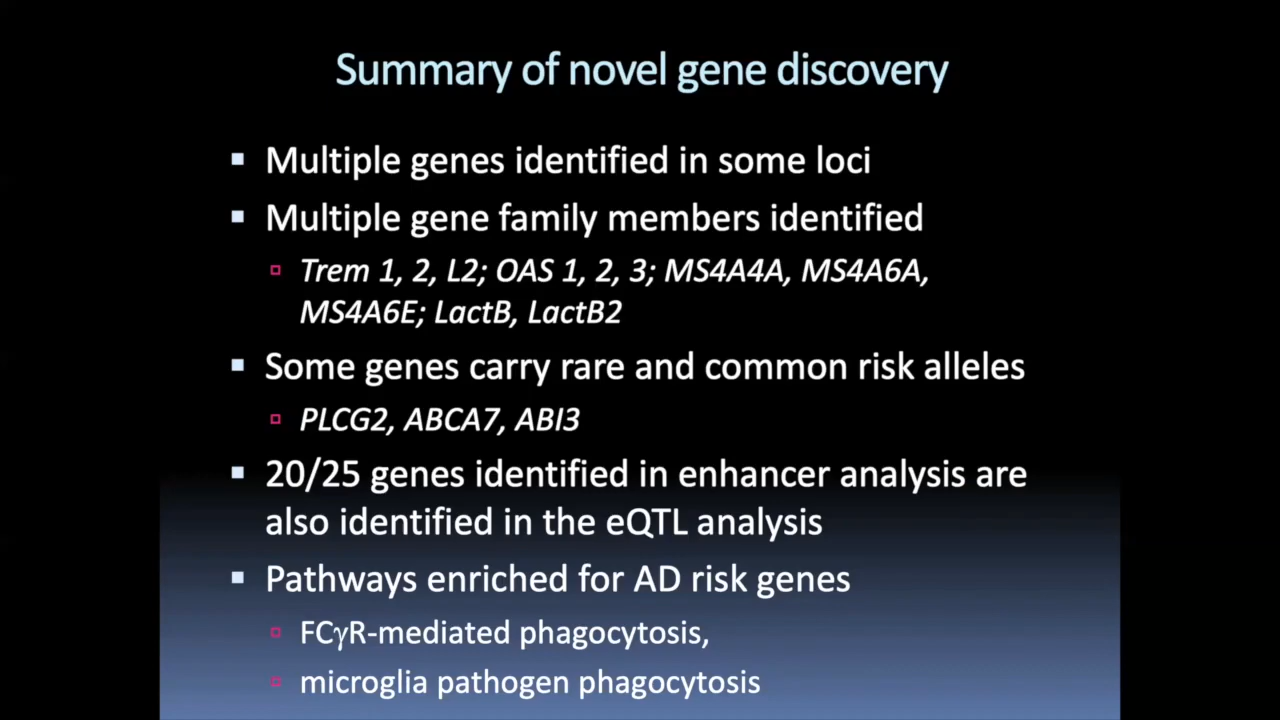 Summary of novel gene discovery
Multiple genes identified in some loci
Multiple gene family members identified
Trem 1, 2, L2; OAS 1, 2, 3; MS4A4A, MS4A6A,
MS4A6E; LactB, LactB2
Some genes carry rare and common risk alleles
PLCG2, ABCA7, ABI3
20/25 genes identified in enhancer analysis are
also identified in the eQTL analysis
Pathways enriched for AD risk genes
FCγR-mediated phagocytosis,
microglia pathogen phagocytosis